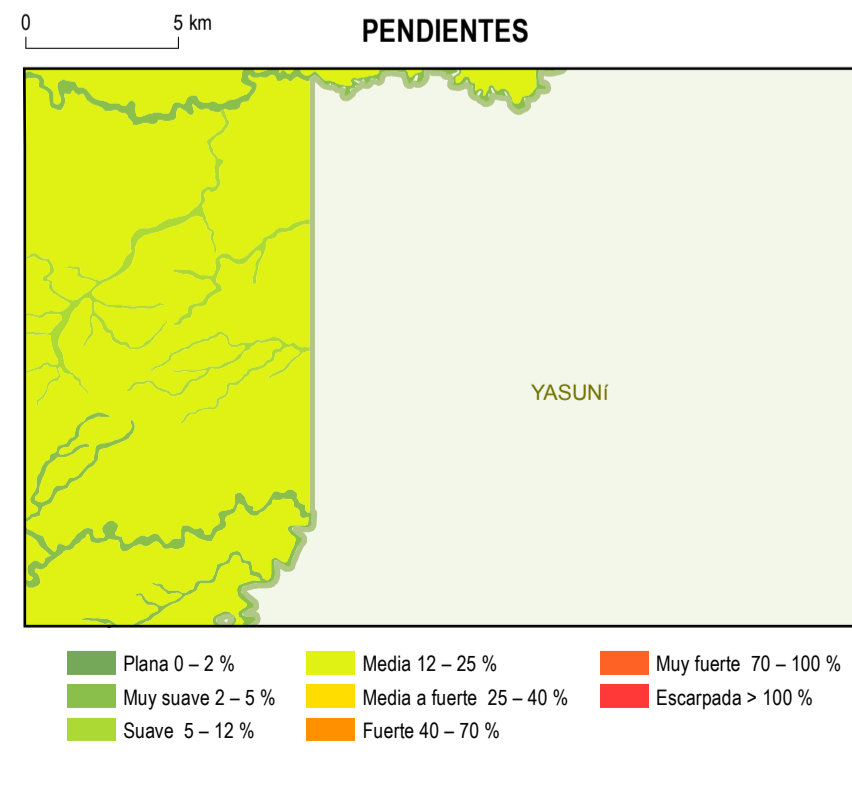 0 5 km
PENDIENTES
YASUNí
Plana 0 – 2 %
Muy suave 2 – 5 %
Suave 5 – 12 %
Media 12 – 25 %
Media a fuerte 25 – 40 %
Fuerte 40 – 70 %
Muy fuerte 70 – 100 %
Escarpada > 100 %